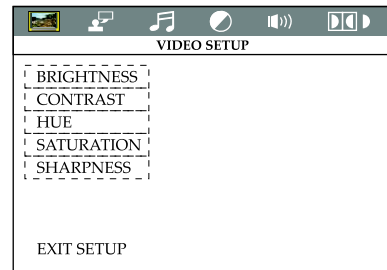 VIDEO SETUP
BRIGHTNESS
CONTRAST
HUE
SATURATION
SHARPNESS
EXIT SETUP